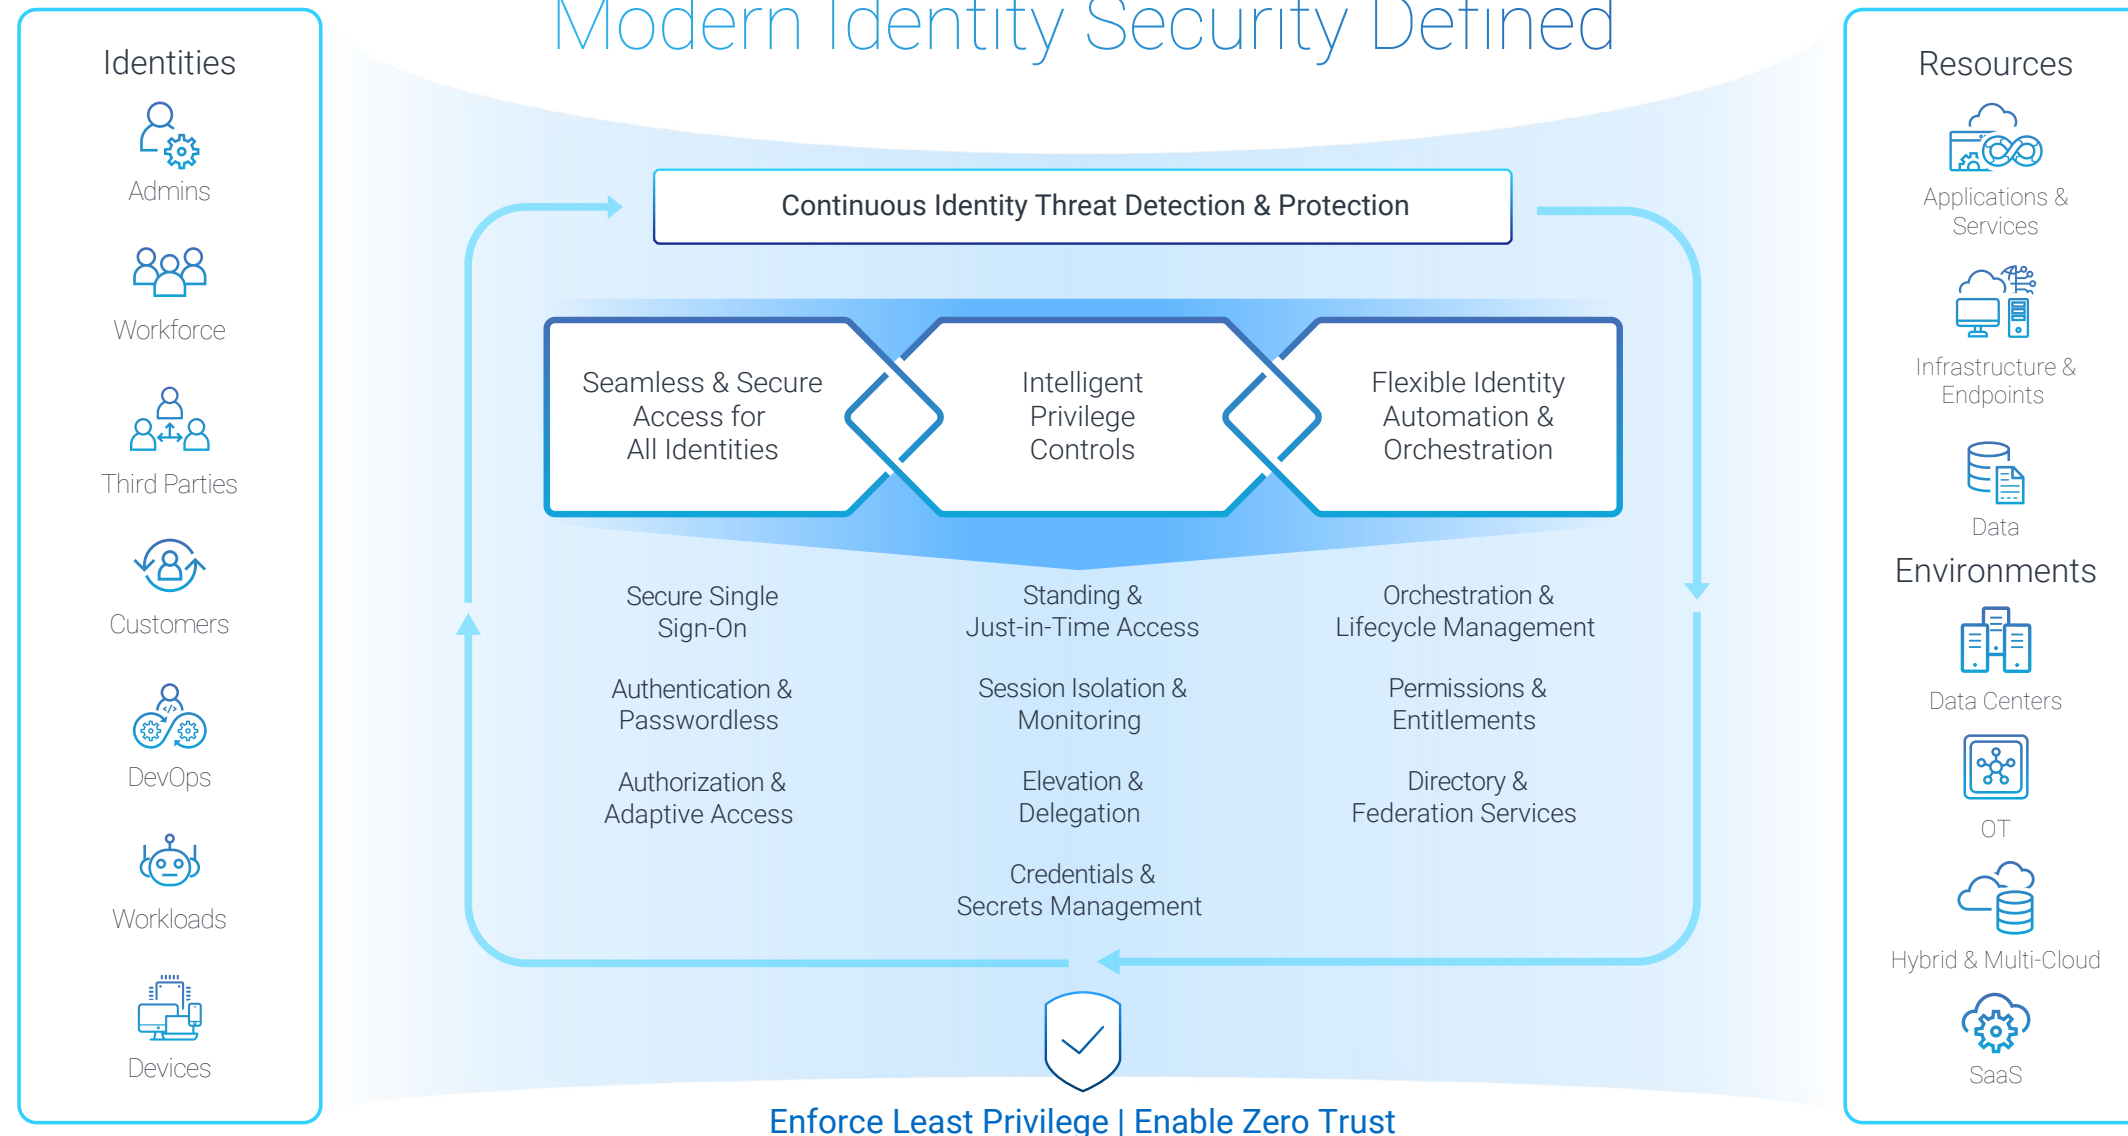 Modern Identity Security Defined
Identities
Admins
Workforce
Third Parties
Customers
DevOps
Workloads
Devices
Continuous Identity Threat Detection & Protection
Seamless & Secure
Access for
All Identities
Intelligent
Privilege
Controls
Flexible Identity
Automation &
Orchestration
Secure Single
Sign-On
Authentication &
Passwordless
Authorization &
Adaptive Access
Standing &
Just-in-Time Access
Session Isolation &
Monitoring
Elevation &
Delegation
Credentials &
Secrets Management
Orchestration &
Lifecycle Management
Permissions &
Entitlements
Directory &
Federation Services
Enforce Least Privilege | Enable Zero Trust
Resources
Applications &
Services
Infrastructure &
Endpoints
Data
Environments
Data Centers
OT
Hybrid & Multi-Cloud
SaaS